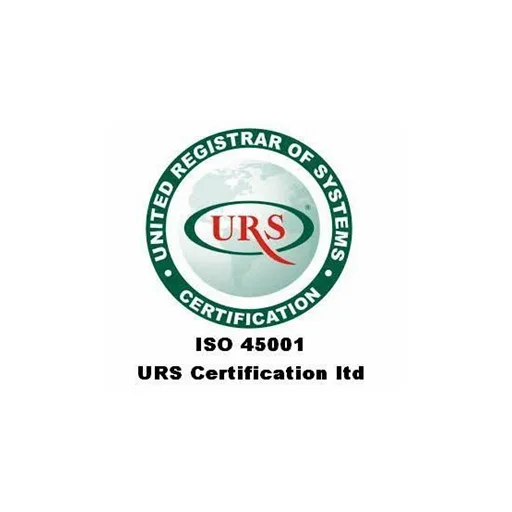 UNITED REGISTRAR OF SYSTEMS
URS®
CERTIFICATION
ISO 45001
URS Certification ltd